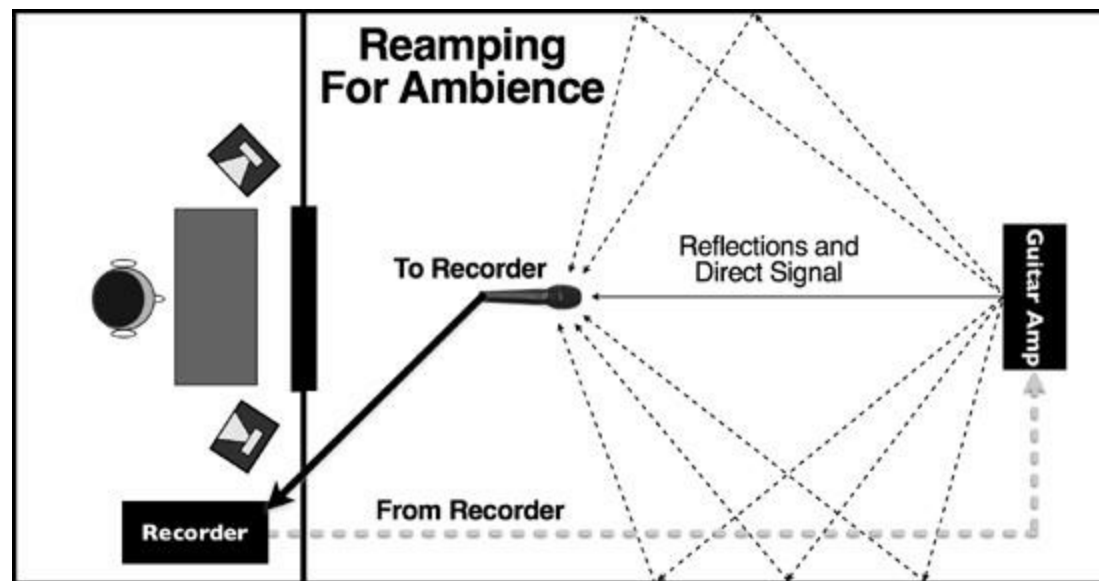 Reamping
For Ambience
To Recorder
Reflections and
Direct Signal
Guitar Amp
From Recorder
Recorder